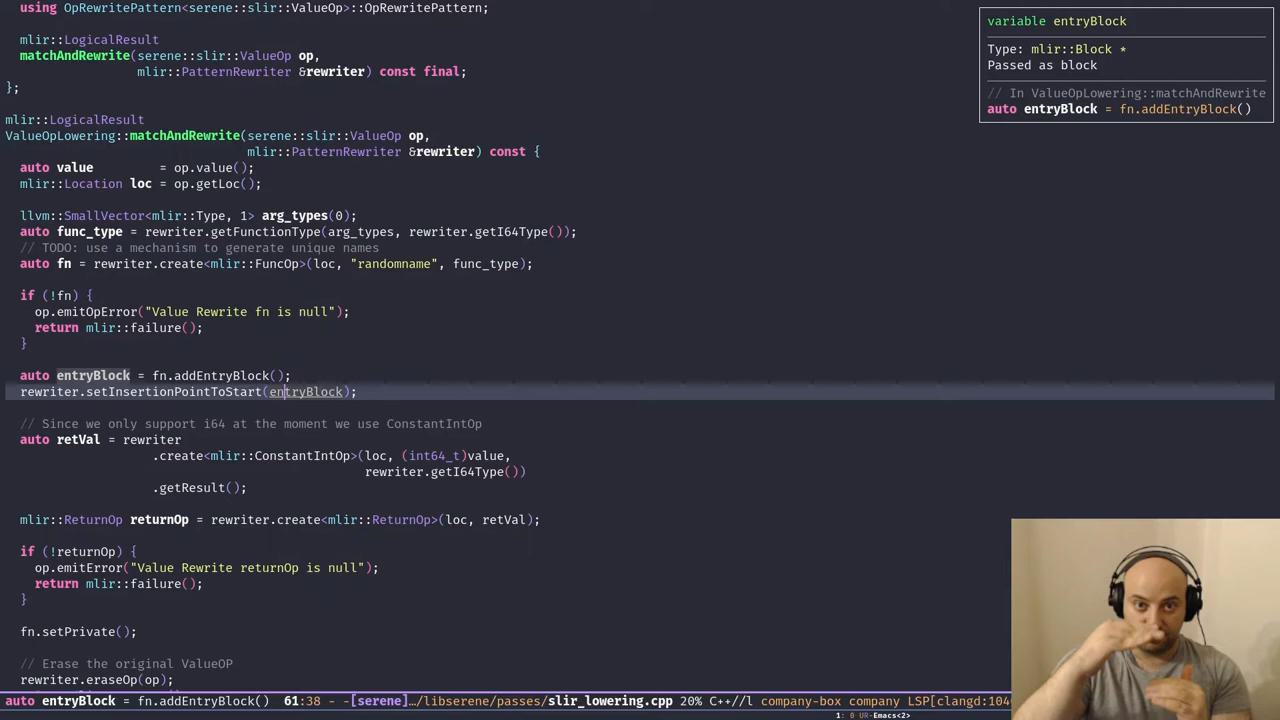 using OpRewritePattern<serene::slir::ValueOp>::OpRewritePattern;
mlir::LogicalResult
matchAndRewrite(serene::slir::ValueOp op,
mlir::PatternRewriter &rewriter) const final;
};
mlir::LogicalResult
ValueOpLowering::matchAndRewrite(serene::slir::ValueOp op,
mlir::PatternRewriter &rewriter) const {
auto value = op.value();
mlir::Location loc = op.getLoc();
llvm::SmallVector<mlir::Type, 1> arg_types(0);
auto func_type = rewriter.getFunctionType(arg_types, rewriter.getI64Type());
// TODO: use a mechanism to generate unique names
auto fn = rewriter.create<mlir::FuncOp>(loc, "randomname", func_type);
if (!fn) {
op.emitOpError("Value Rewrite fn is null");
return mlir::failure();
}
auto entryBlock = fn.addEntryBlock();
rewriter.setInsertionPointToStart(entryBlock);
// Since we only support i64 at the moment we use ConstantIntOp
auto retVal = rewriter
.create<mlir::ConstantIntOp>(loc, (int64_t)value,
rewriter.getI64Type())
.getResult();
mlir::ReturnOp returnOp = rewriter.create<mlir::ReturnOp>(loc, retVal);
if (!returnOp) {
op.emitError("Value Rewrite returnOp is null");
return mlir::failure();
}
fn.setPrivate();
// Erase the original ValueOP
rewriter.eraseOp(op);
variable entryBlock
Type: mlir::Block *
Passed as block
// In ValueOpLowering::matchAndRewrite
auto entryBlock = fn.addEntryBlock()
auto entryBlock = fn.addEntryBlock() 61:38 - -[serene]…/libserene/passes/slir_lowering.cpp 20% C++//l company-box company LSP[clangd:104
1: 0 UR-Emacs<2>